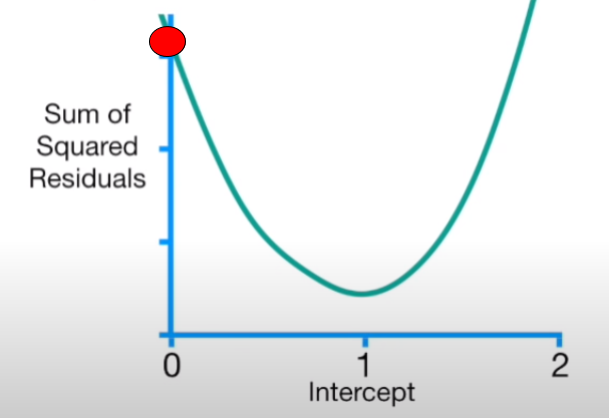 Sum of
Squared
Residuals
0
1
2
Intercept